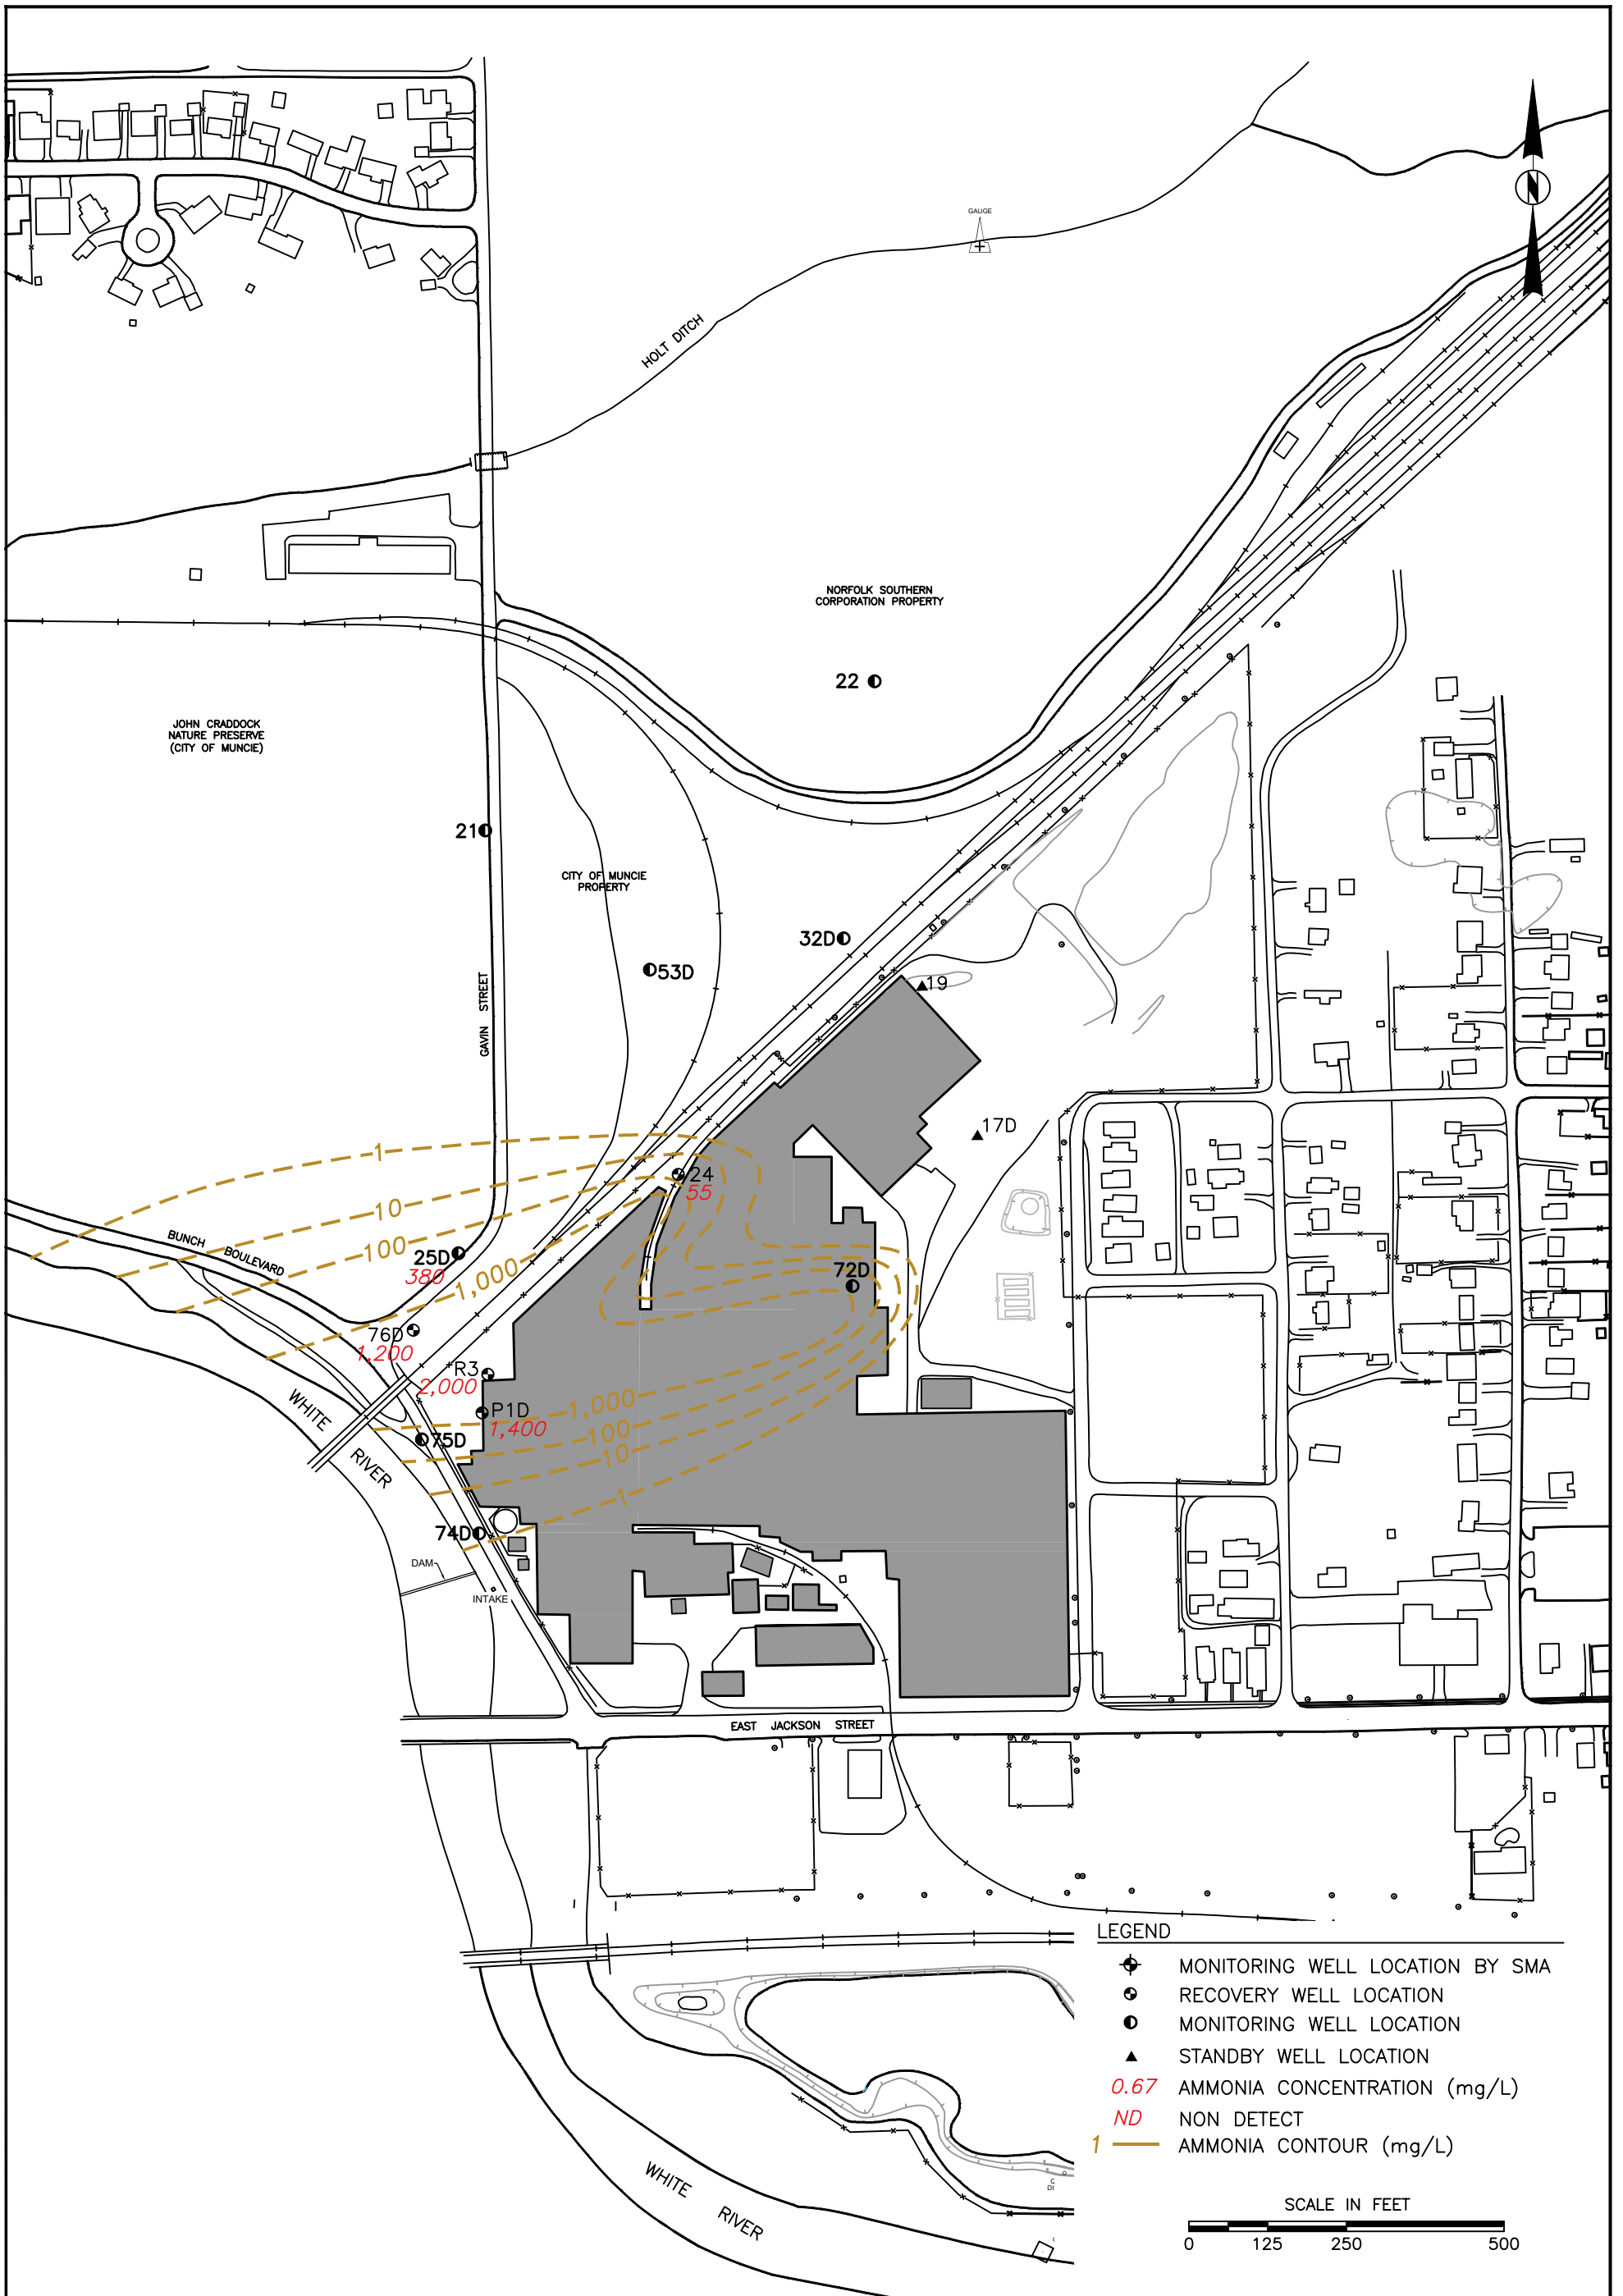 GAUGE
N
HOLT DITCH
NORFOLK SOUTHERN
CORPORATION PROPERTY
22
JOHN CRADDOCK
NATURE PRESERVE
(CITY OF MUNCIE)
21
CITY OF MUNCIE
PROPERTY
32D
53D
19
GAVIN STREET
17D
1
24
55
10
BUNCH BOULEVARD
100
25D
380
1,000
72D
76D
1,200
R3
2,000
WHITE RIVER
P1D
1,400
1,000
75D
100
10
1
74D
DAM
INTAKE
EAST JACKSON STREET
LEGEND
MONITORING WELL LOCATION BY SMA
RECOVERY WELL LOCATION
MONITORING WELL LOCATION
STANDBY WELL LOCATION
0.67 AMMONIA CONCENTRATION (mg/L)
ND NON DETECT
1 AMMONIA CONTOUR (mg/L)
WHITE RIVER
SCALE IN FEET
0 125 250 500